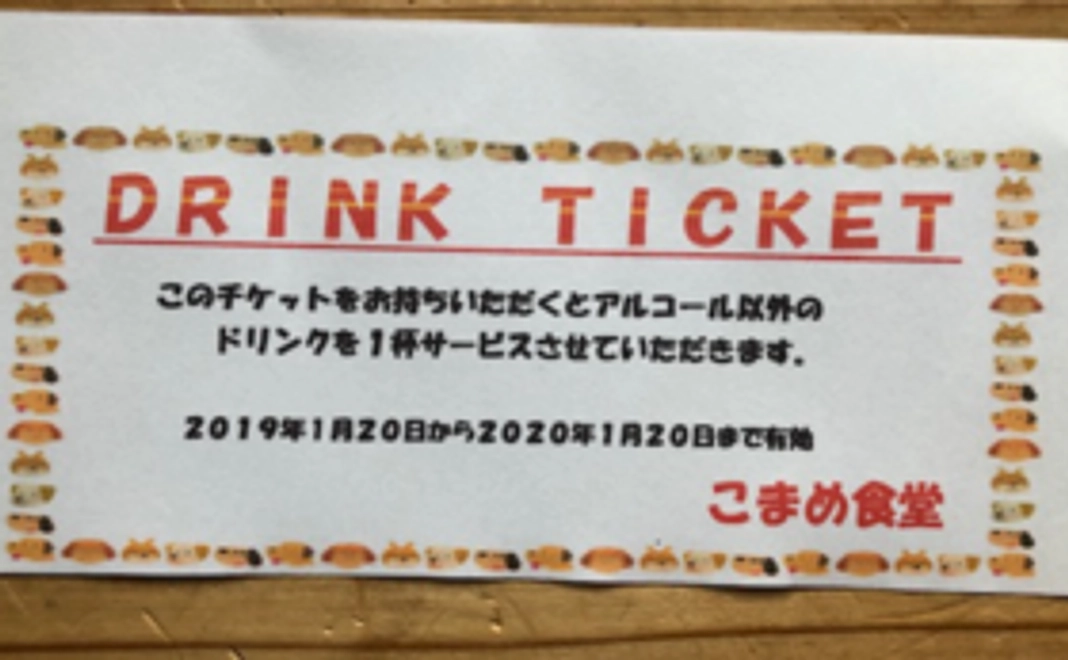 DRINK TICKET
このチケットをお持ちいただくとアルコール以外の
ドリンクを1杯サービスさせていただきます。
2019年1月20日から2020年1月20日まで有効
こまめ食堂